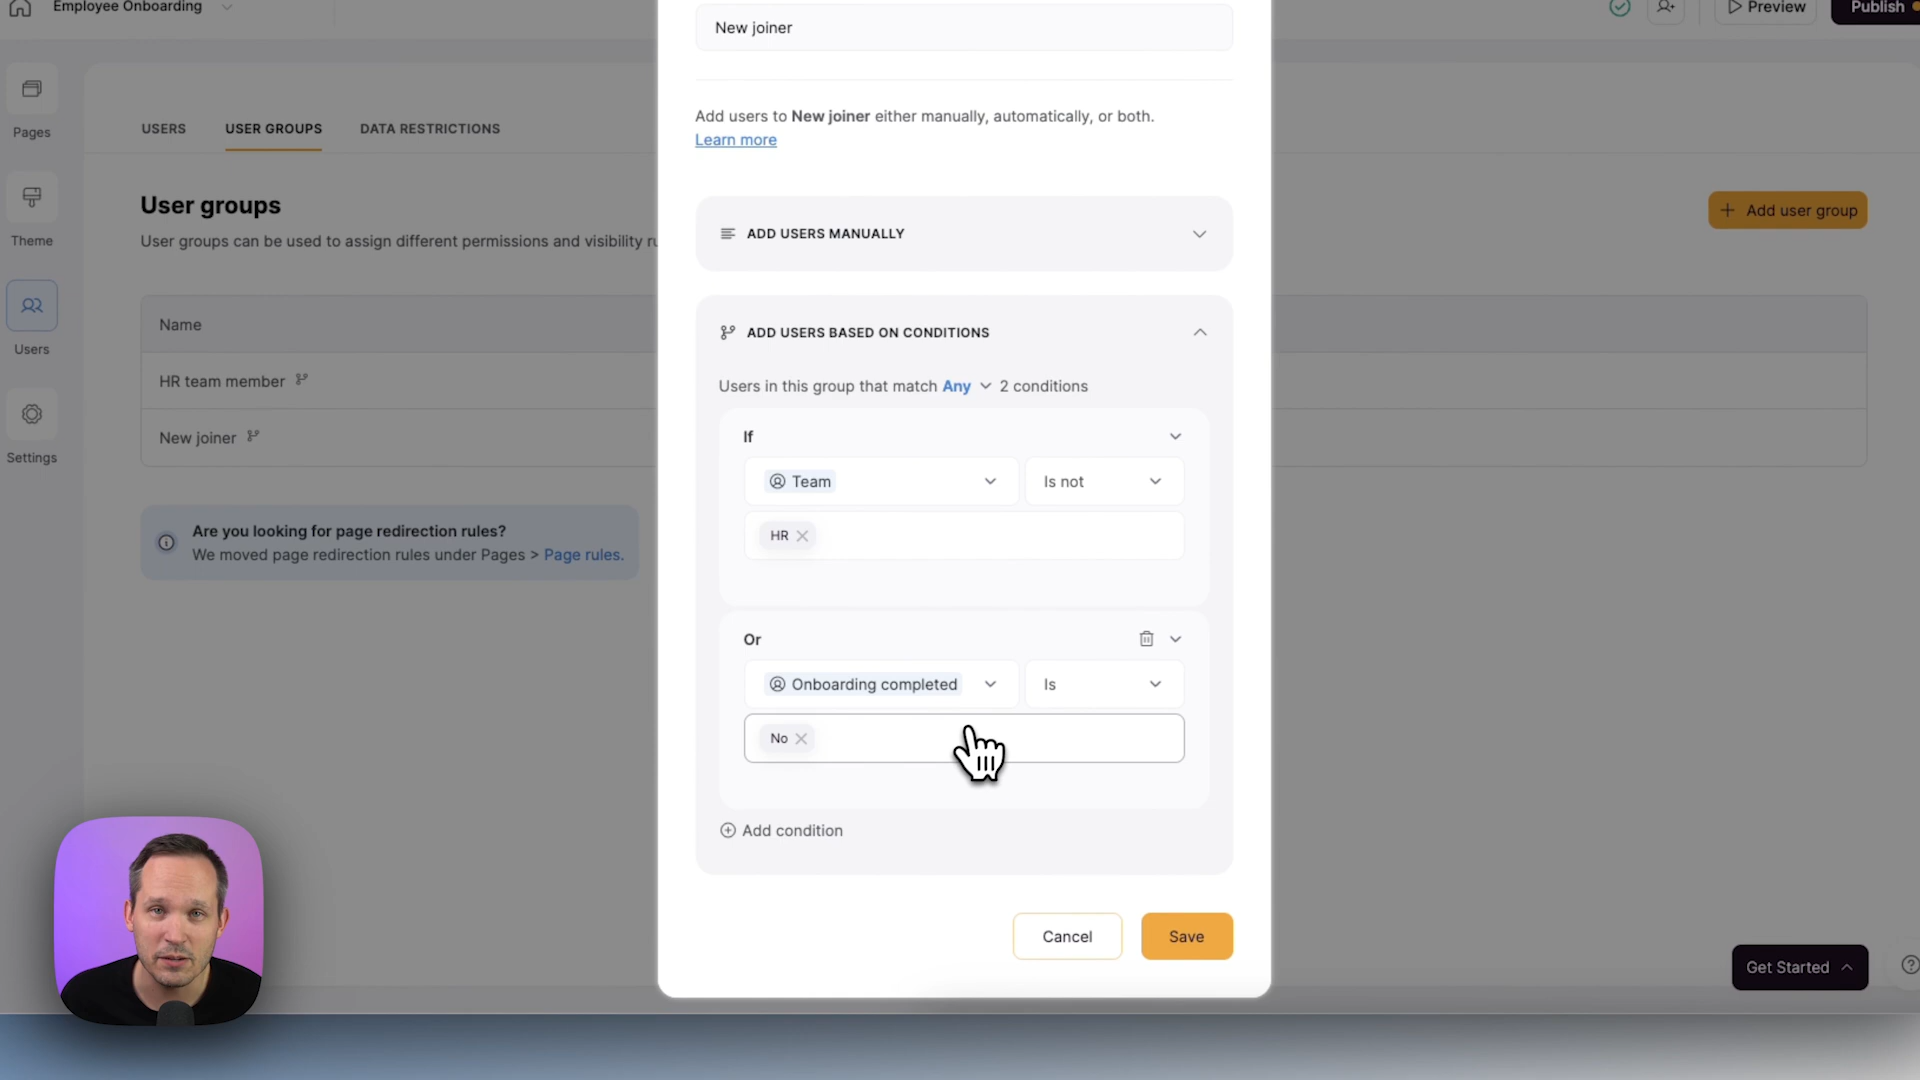 Employee Onboarding
Preview
Publish
New joiner
Pages
Theme
Users
Settings
USERS
USER GROUPS
DATA RESTRICTIONS
User groups
User groups can be used to assign different permissions and visibility
Add user group
Name
HR team member
New joiner
Are you looking for page redirection rules?
We moved page redirection rules under Pages > Page rules.
Add users to New joiner either manually, automatically, or both.
Learn more
ADD USERS MANUALLY
ADD USERS BASED ON CONDITIONS
Users in this group that match Any 2 conditions
If
Team
Is not
HR
Or
Onboarding completed
Is
No
Add condition
Cancel
Save
Get Started